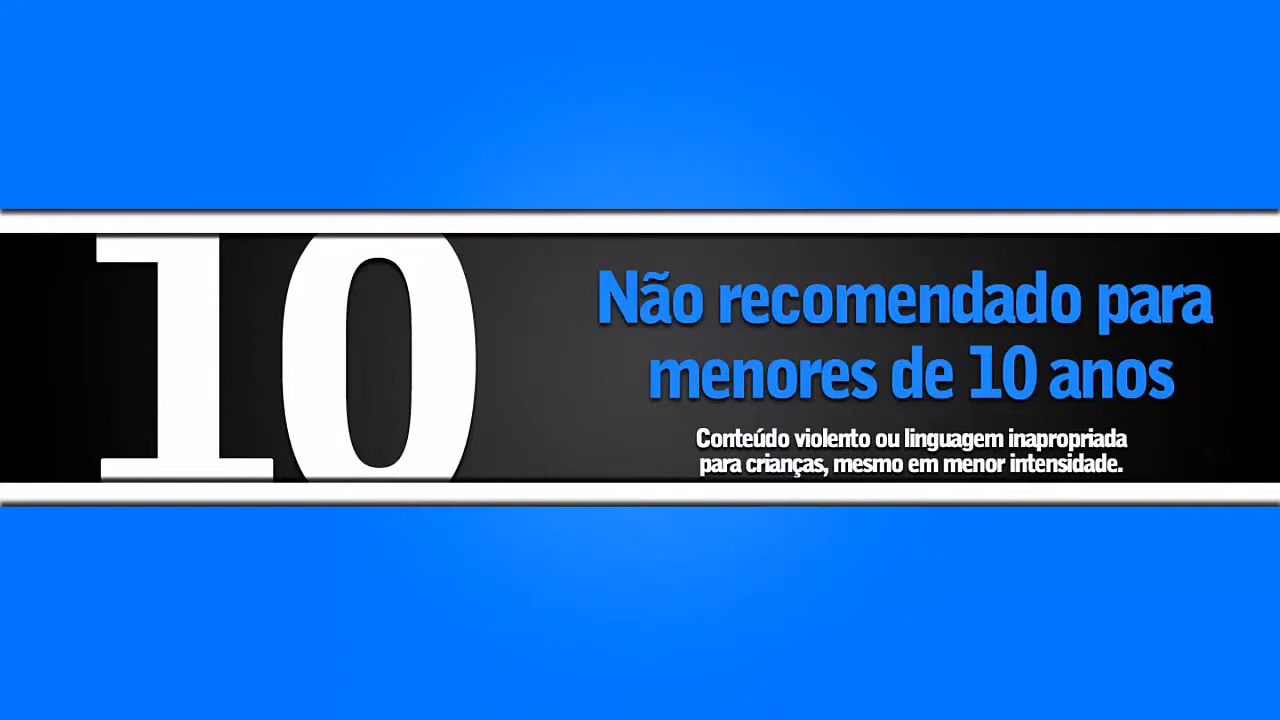 10
Não recomendado para
menores de 10 anos
Conteúdo violento ou linguagem inapropriada
para crianças, mesmo em menor intensidade.